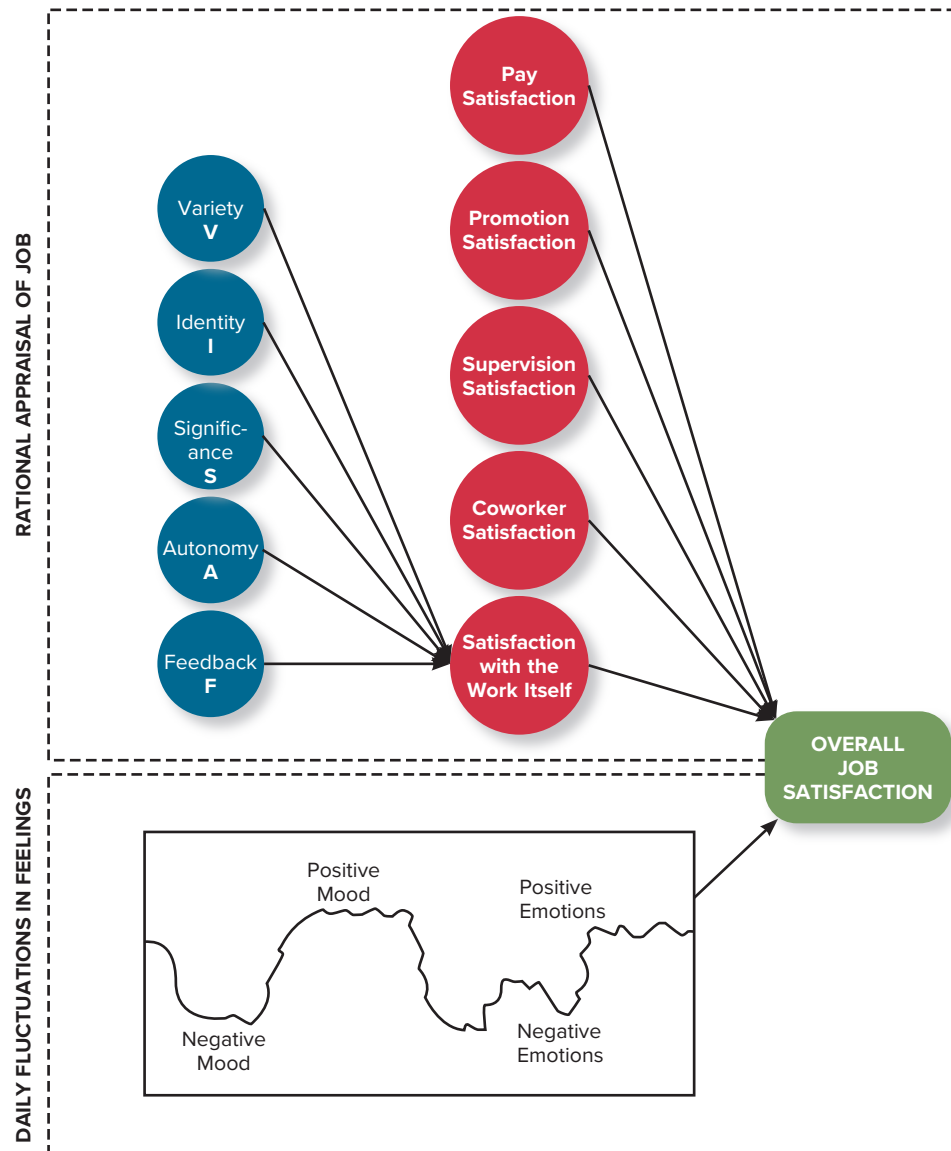 RATIONAL APPRAISAL OF JOB
Variety
V
Identity
I
Signific-
ance
S
Autonomy
A
Feedback
F
Pay
Satisfaction
Promotion
Satisfaction
Supervision
Satisfaction
Coworker
Satisfaction
Satisfaction
with the
Work Itself
OVERALL
JOB
SATISFACTION
DAILY FLUCTUATIONS IN FEELINGS
Positive
Mood
Negative
Mood
Positive
Emotions
Negative
Emotions